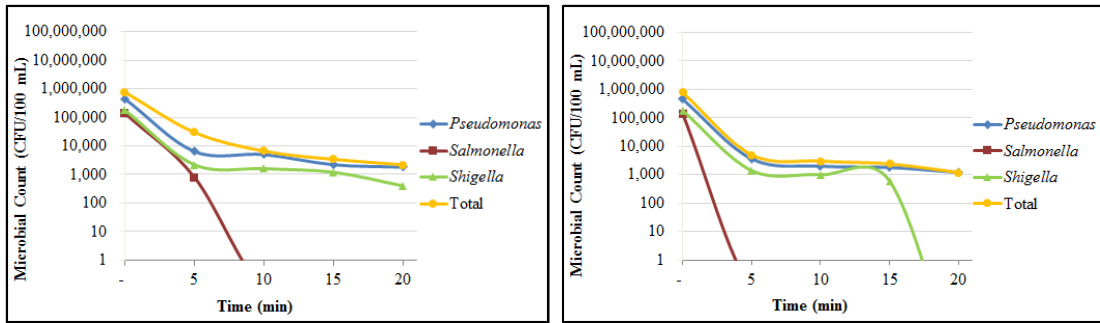 Microbial Count (CFU/100 mL)
100,000,000
10,000,000
1,000,000
100,000
10,000
1,000
100
10
1
- 5 10 15 20
Time (min)
Pseudomonas
Salmonella
Shigella
Total
Microbial Count (CFU/100 mL)
100,000,000
10,000,000
1,000,000
100,000
10,000
1,000
100
10
1
- 5 10 15 20
Time (min)
Pseudomonas
Salmonella
Shigella
Total